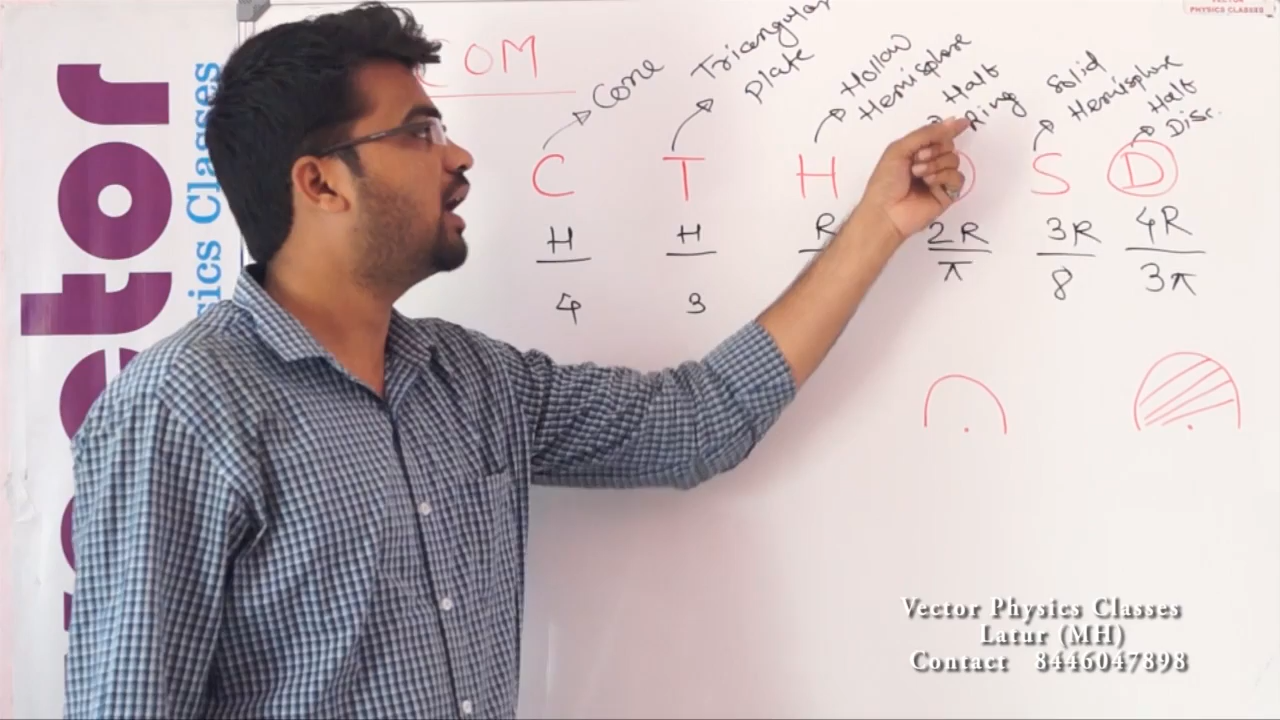 VECTOR
PHYSICS CLASSES
COM
Cone
Triangular
Plate
Hollow
Hemisphere
Half
Ring
Solid
Hemisphere
Half
Disc.
C T H S D
H/4 H/3 R 2R/π 3R/8 4R/3π
Vector Physics Classes
Latur (MH)
Contact 8446047898